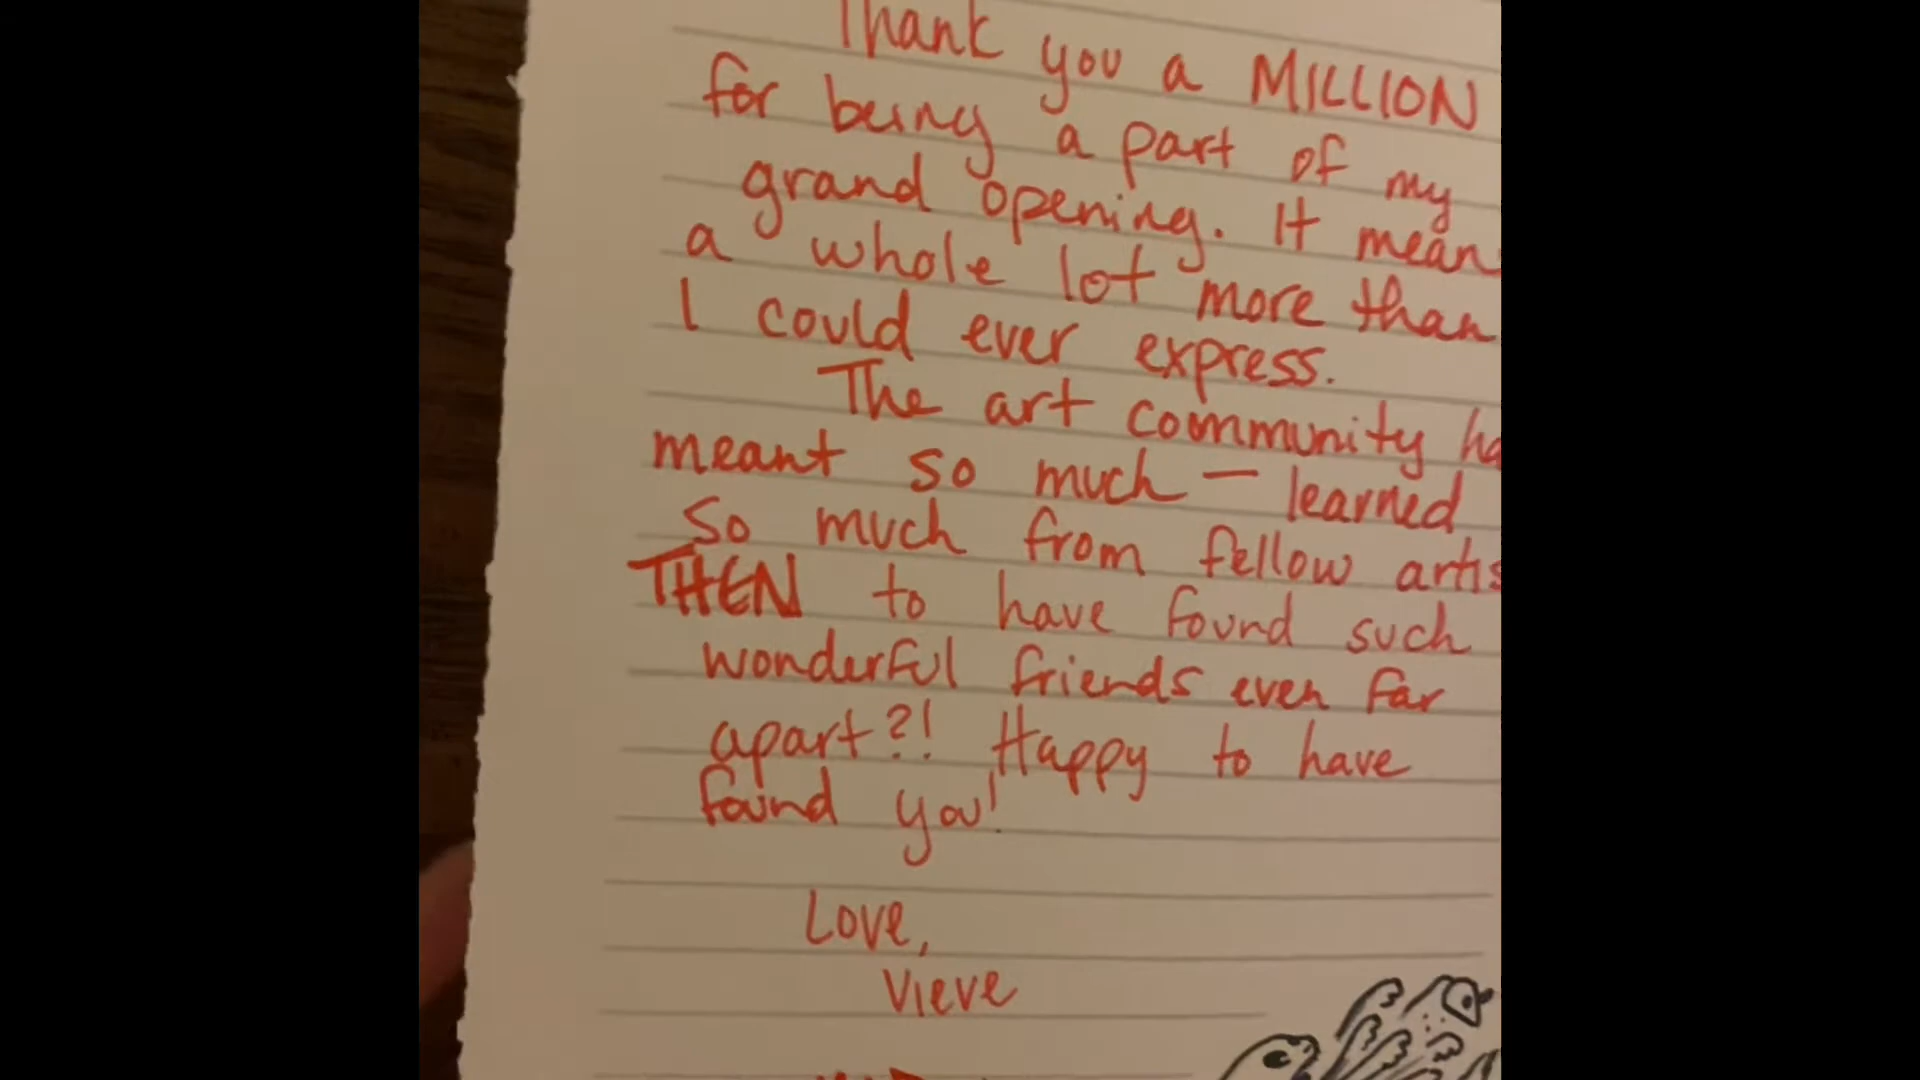 Thank you a MILLION
for being a part of my
grand opening. It mean
a whole lot more than
I could ever express.
The art community ha
meant so much — learned
so much from fellow artis
THEN to have found such
wonderful friends even far
apart?! Happy to have
found you!
Love,
Vieve